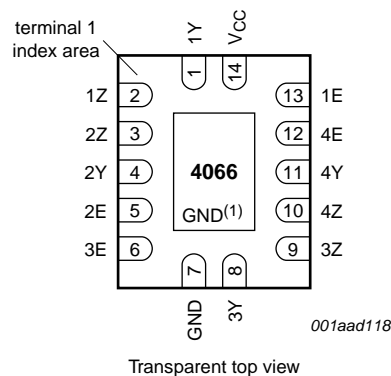 terminal 1
index area
1Y
VCC
1
14
1Z 2
13 1E
2Z 3
12 4E
2Y 4
4066
11 4Y
2E 5
GND(1)
10 4Z
3E 6
9 3Z
7
8
GND
3Y
001aad118
Transparent top view